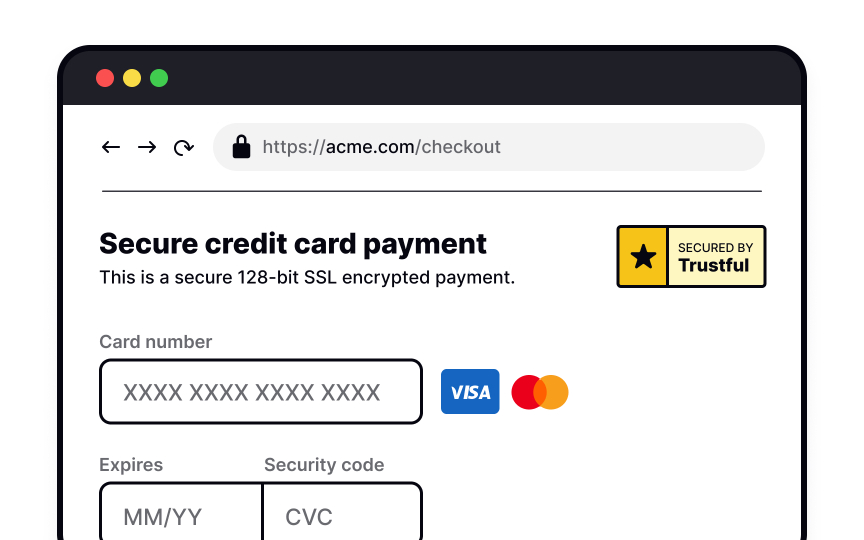 https://acme.com/checkout
Secure credit card payment
This is a secure 128-bit SSL encrypted payment.
SECURED BY
Trustful
Card number
XXXX XXXX XXXX XXXX
VISA
Expires
Security code
MM/YY
CVC